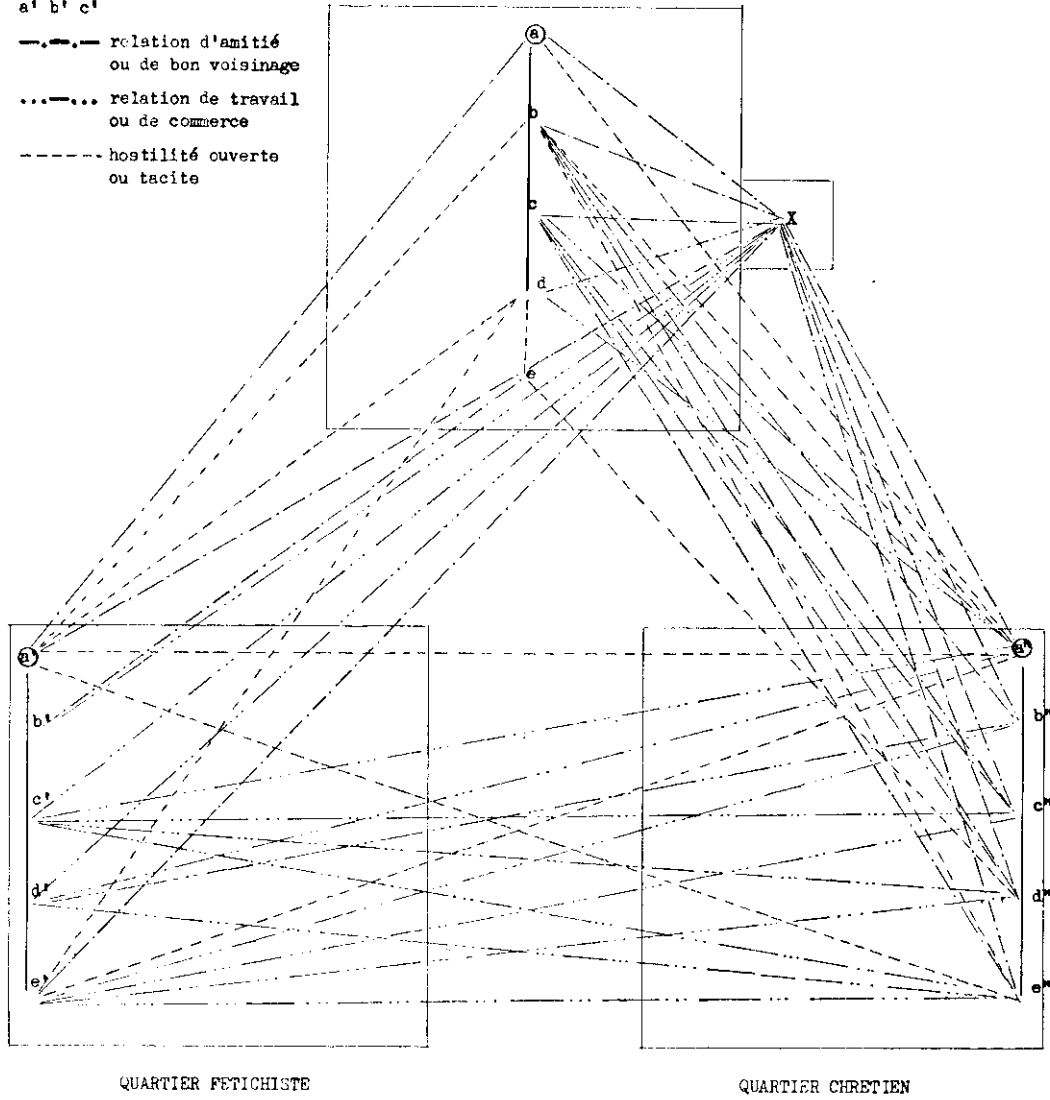 a' b' c'
relation d'amitié
ou de bon voisinage
relation de travail
ou de commerce
hostilité ouverte
ou tacite
a
b
c
X
d
e
a'
a"
b'
b"
c'
c"
d'
d"
e'
e"
QUARTIER FETICHISTE
QUARTIER CHRETIEN